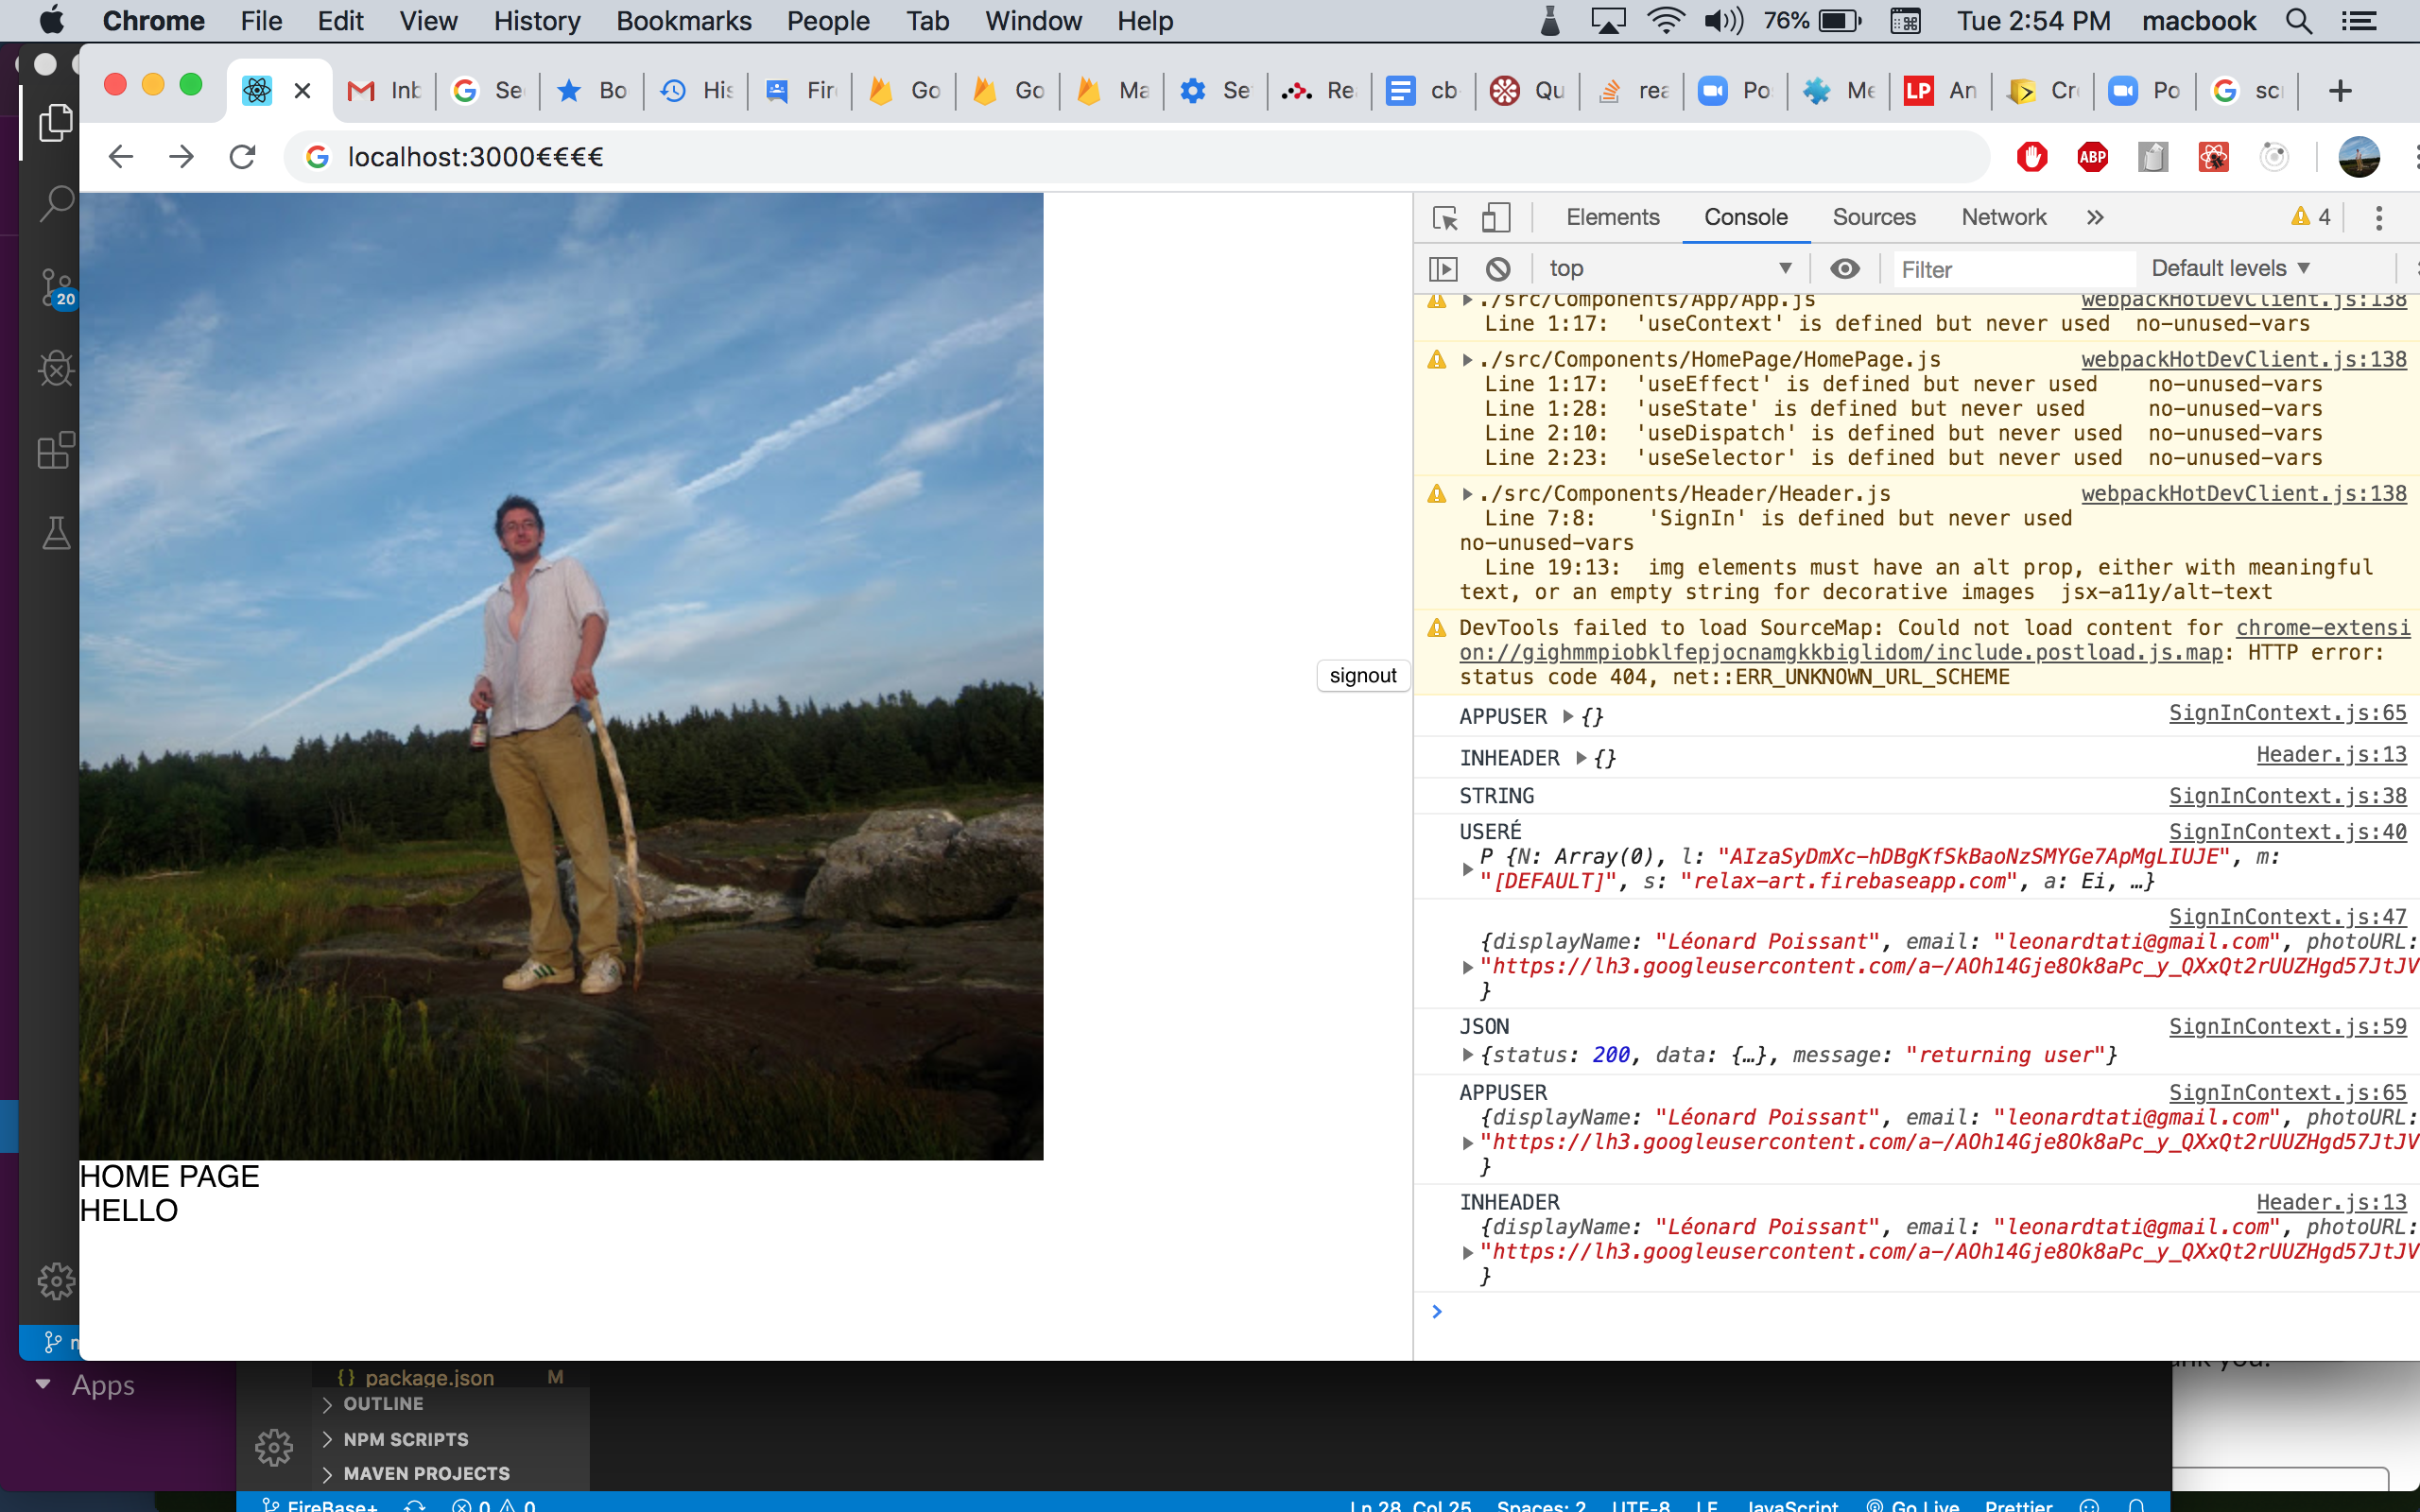 Chrome File Edit View History Bookmarks People Tab Window Help 76% Tue 2:54 PM macbook
Inb Se Bo His Fir Go Go Ma Se Re cb Qu rea Po Me LP An Cr Po sc
localhost:3000€€€€ ABP
Elements Console Sources Network 4
top Filter Default levels
20
./src/Components/App/App.js webpackHotDevClient.js:138
Line 1:17: 'useContext' is defined but never used no-unused-vars
./src/Components/HomePage/HomePage.js webpackHotDevClient.js:138
Line 1:17: 'useEffect' is defined but never used no-unused-vars
Line 1:28: 'useState' is defined but never used no-unused-vars
Line 2:10: 'useDispatch' is defined but never used no-unused-vars
Line 2:23: 'useSelector' is defined but never used no-unused-vars
./src/Components/Header/Header.js webpackHotDevClient.js:138
Line 7:8: 'SignIn' is defined but never used
no-unused-vars
Line 19:13: img elements must have an alt prop, either with meaningful
text, or an empty string for decorative images jsx-a11y/alt-text
DevTools failed to load SourceMap: Could not load content for chrome-extensi
on://gighmmpiobklfepjocnamgkkbiglidom/include.postload.js.map: HTTP error:
status code 404, net::ERR_UNKNOWN_URL_SCHEME
signout
APPUSER {} SignInContext.js:65
INHEADER {} Header.js:13
STRING SignInContext.js:38
USERÉ SignInContext.js:40
P {N: Array(0), l: "AIzaSyDmXc-hDBgKfSkBaoNzSMYGe7ApMgLIUJE", m:
"[DEFAULT]", s: "relax-art.firebaseapp.com", a: Ei, …}
SignInContext.js:47
{displayName: "Léonard Poissant", email: "leonardtati@gmail.com", photoURL:
"https://lh3.googleusercontent.com/a-/AOh14Gje8Ok8aPc_y_QXxQt2rUUZHgd57JtJV
}
JSON SignInContext.js:59
{status: 200, data: {…}, message: "returning user"}
APPUSER SignInContext.js:65
{displayName: "Léonard Poissant", email: "leonardtati@gmail.com", photoURL:
"https://lh3.googleusercontent.com/a-/AOh14Gje8Ok8aPc_y_QXxQt2rUUZHgd57JtJV
}
INHEADER Header.js:13
{displayName: "Léonard Poissant", email: "leonardtati@gmail.com", photoURL:
"https://lh3.googleusercontent.com/a-/AOh14Gje8Ok8aPc_y_QXxQt2rUUZHgd57JtJV
}
HOME PAGE
HELLO
Apps
{} package.json M
OUTLINE
NPM SCRIPTS
MAVEN PROJECTS
you!
FireBase+ 0 0 Ln 28, Col 25 Spaces: 2 UTF-8 LF JavaScript Go Live Prettier